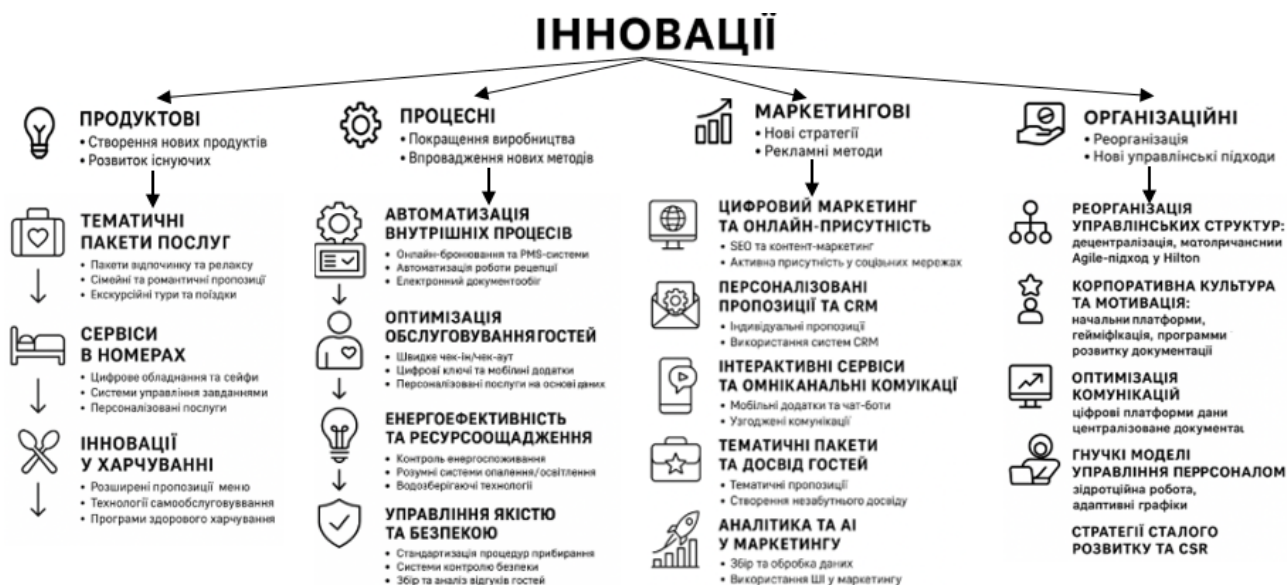 ІННОВАЦІЇ
ПРОДУКТОВІ
• Створення нових продуктів
• Розвиток існуючих
ТЕМАТИЧНІ
ПАКЕТИ ПОСЛУГ
• Пакети відпочинку та релаксу
• Сімейні та романтичні пропозиції
• Екскурсійні тури та поїздки
СЕРВІСИ
В НОМЕРАХ
• Цифрове обладнання та сейфи
• Системи управління завданнями
• Персоналізовані послуги
ІННОВАЦІЇ
У ХАРЧУВАННІ
• Розширені пропозиції меню
• Технології самообслуговуввання
• Програми здорового харчування
ПРОЦЕСНІ
• Покращення виробництва
• Впровадження нових методів
АВТОМАТИЗАЦІЯ
ВНУТРІШНІХ ПРОЦЕСІВ
• Онлайн-бронювання та PMS-системи
• Автоматизація роботи рецепції
• Електронний документообіг
ОПТИМІЗАЦІЯ
ОБСЛУГОВУВАННЯ ГОСТЕЙ
• Швидке чек-ін/чек-аут
• Цифрові ключі та мобілині додатки
• Персоналізовані послуги на основі даних
ЕНЕРГОЕФЕКТИВНІСТЬ
ТА РЕСУРСООЩАДЖЕННЯ
• Контроль енергоспоживання
• Розумні системи опалення/освітлення
• Водозберігаючі технології
УПРАВЛІННЯ ЯКІСТЮ
ТА БЕЗПЕКОЮ
• Стандартизація процедур прибирання
• Системи контролю безпеки
• Збір та аналіз відгуків гостей
МАРКЕТИНГОВІ
• Нові стратегії
• Рекламні методи
ЦИФРОВИЙ МАРКЕТИНГ
ТА ОНЛАЙН-ПРИСУТНІСТЬ
• SEO та контент-маркетинг
• Активна присутність у соцізьних мережах
ПЕРСОНАЛІЗОВАНІ
ПРОПОЗИЦІЇ ТА CRM
• Індивідуальні пропозиції
• Використання систем CRM
ІНТЕРАКТИВНІ СЕРВІСИ
ТА ОМНІКАНАЛЬНІ КОМУІКАЦІЇ
• Мобільні додатки та чат-боти
• Узгоджені комунікації
ТЕМАТИЧНІ ПАКЕТИ
ТА ДОСВІД ГОСТЕЙ
• Тематичні пропозиції
• Створення незабутнього досвіду
АНАЛІТИКА ТА АІ
У МАРКЕТИНГУ
• Збір та обробка даних
• Використання ШІ у маркетингу
ОРГАНІЗАЦІЙНІ
• Реорганізація
• Нові управлінські підходи
РЕОРГАНІЗАЦІЯ
УПРАВЛІНСЬКИХ СТРУКТУР:
децентралізація,
Agile-підход у Hilton
КОРПОРАТИВНА КУЛЬТУРА
ТА МОТИВАЦІЯ:
начальни платформи,
гейміфікація, программи
розвитку документації
ОПТИМІЗАЦІЯ
КОМУНІКАЦІЙ
цифрові платформи дани
централізоване документац
ГНУЧКІ МОДЕЛІ
УПРАВЛІННЯ ПЕРРСОНАЛОМ
зідротційна робота,
адаптивні графіки
СТРАТЕГІЇ СТАЛОГО
РОЗВИТКУ ТА CSR